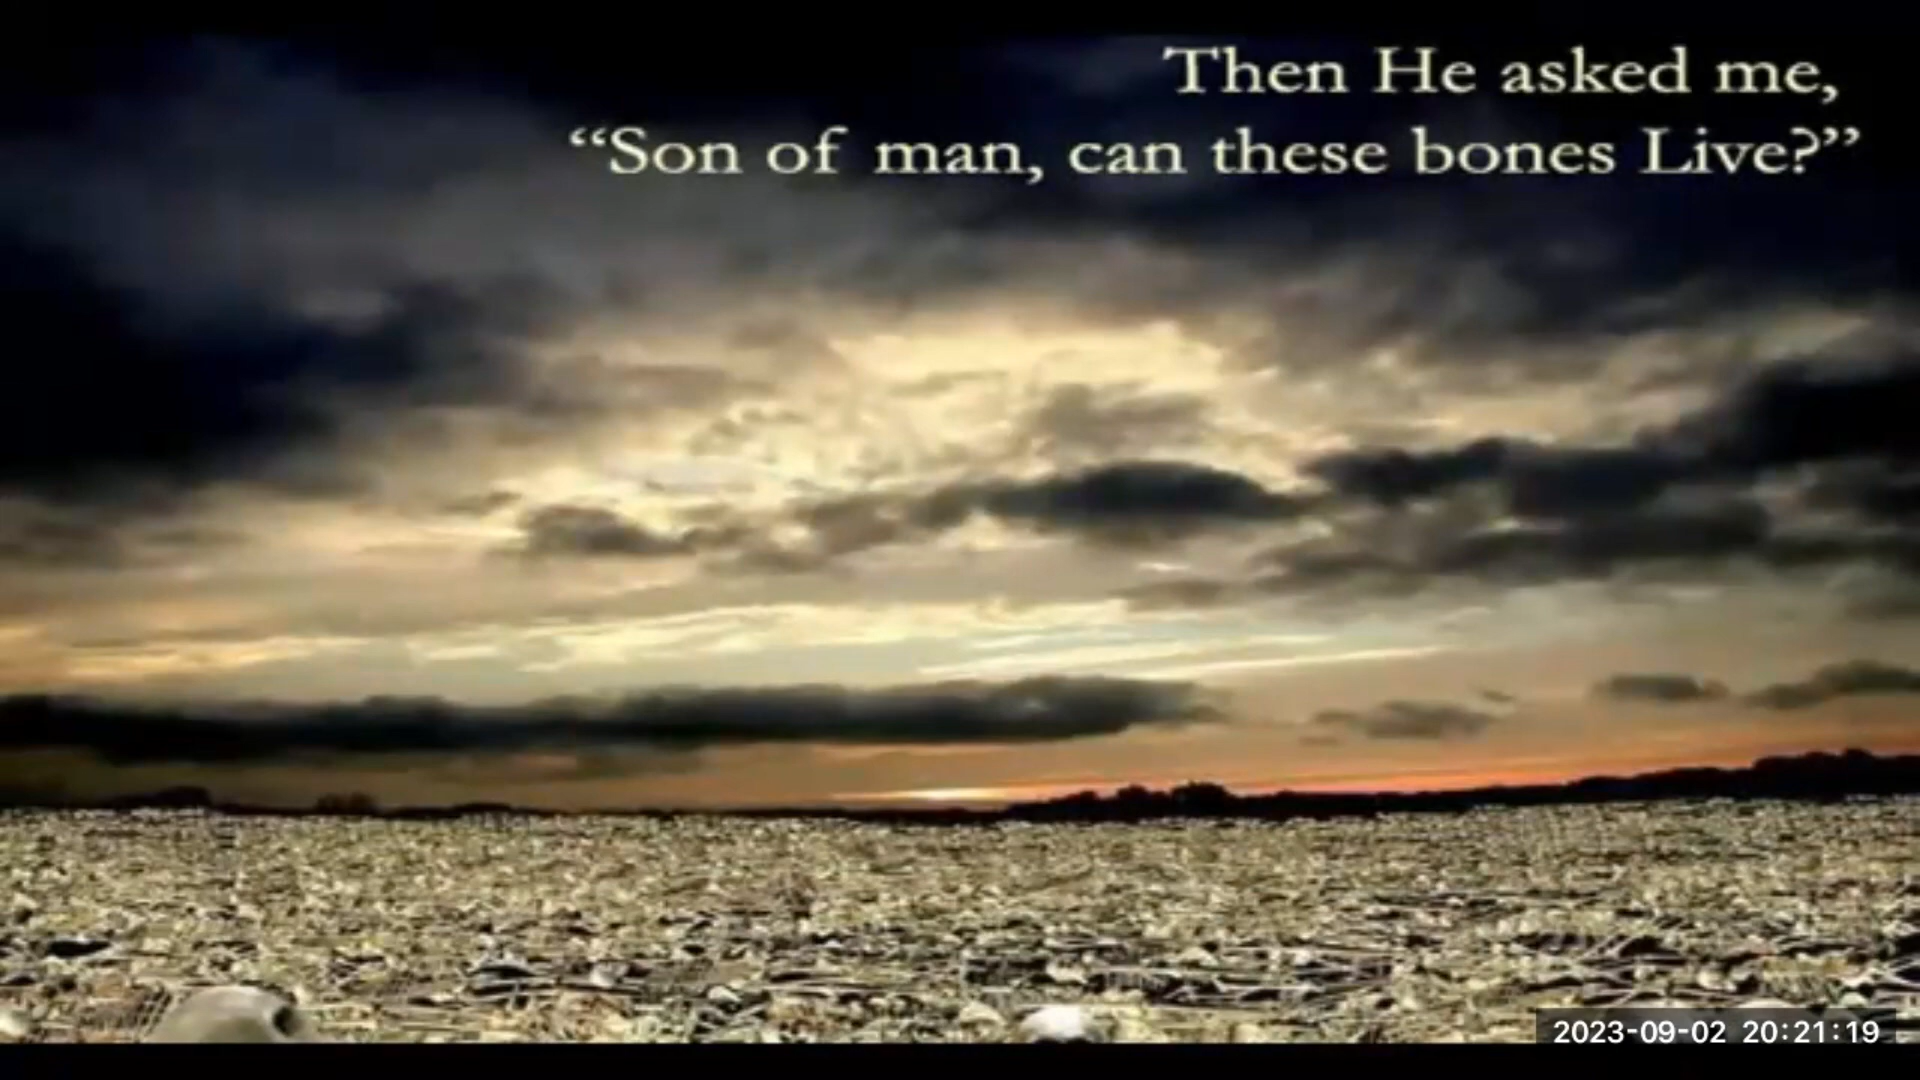 Then He asked me,
“Son of man, can these bones Live?”
2023-09-02 20:21:19